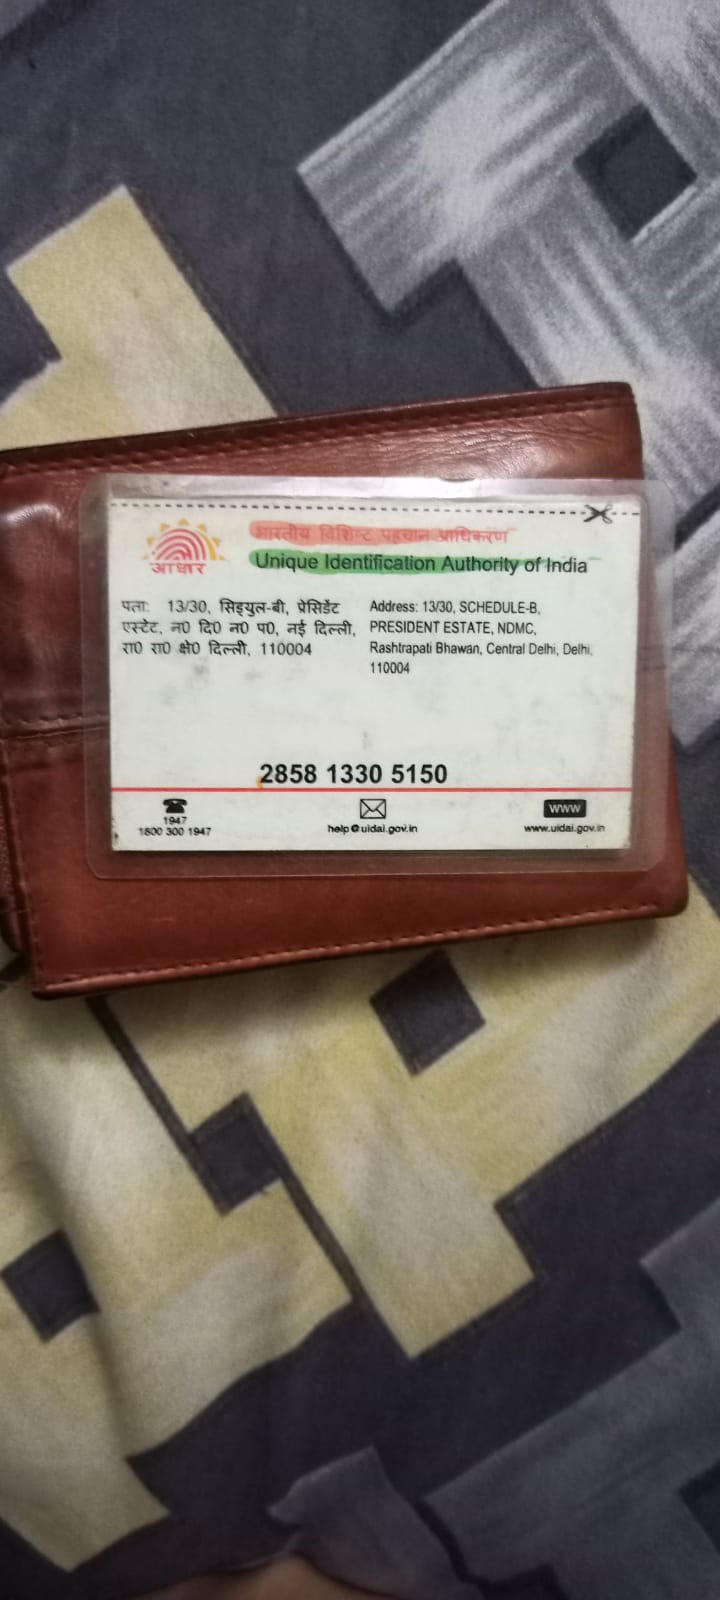 भारतीय विशिष्ट पहचान प्राधिकरण
Unique Identification Authority of India
आधार
पता: 13/30, सिड्युल-बी, प्रेसिडेंट
एस्टेट, न0 दि0 न0 प0, नई दिल्ली,
रा0 रा0 क्षे0 दिल्ली, 110004
Address: 13/30, SCHEDULE-B,
PRESIDENT ESTATE, NDMC,
Rashtrapati Bhawan, Central Delhi, Delhi,
110004
2858 1330 5150
1947
1800 300 1947
help@uidai.gov.in
www
www.uidai.gov.in